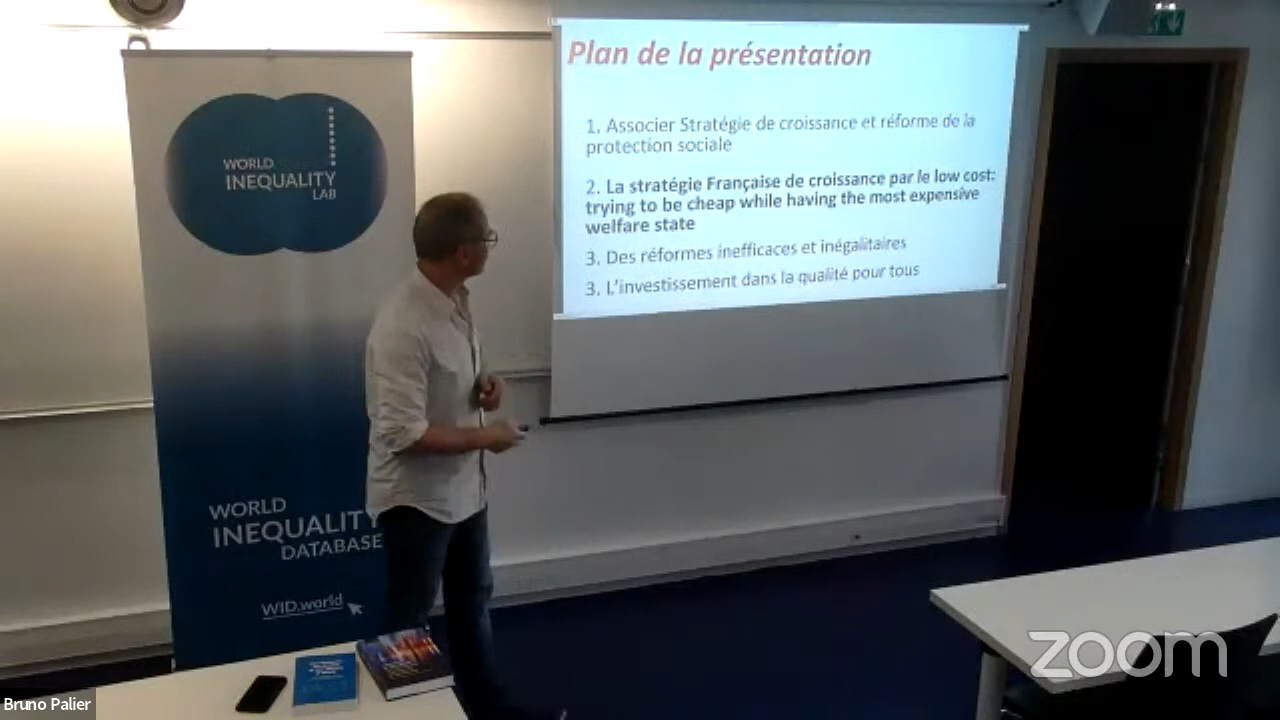 Plan de la présentation
1. Associer Stratégie de croissance et réforme de la
protection sociale
2. La stratégie Française de croissance par le low cost:
trying to be cheap while having the most expensive
welfare state
3. Des réformes inefficaces et inégalitaires
3. L'investissement dans la qualité pour tous
WORLD
INEQUALITY
LAB
WORLD
INEQUALITY
DATABASE
WID.world
zoom
Bruno Palier